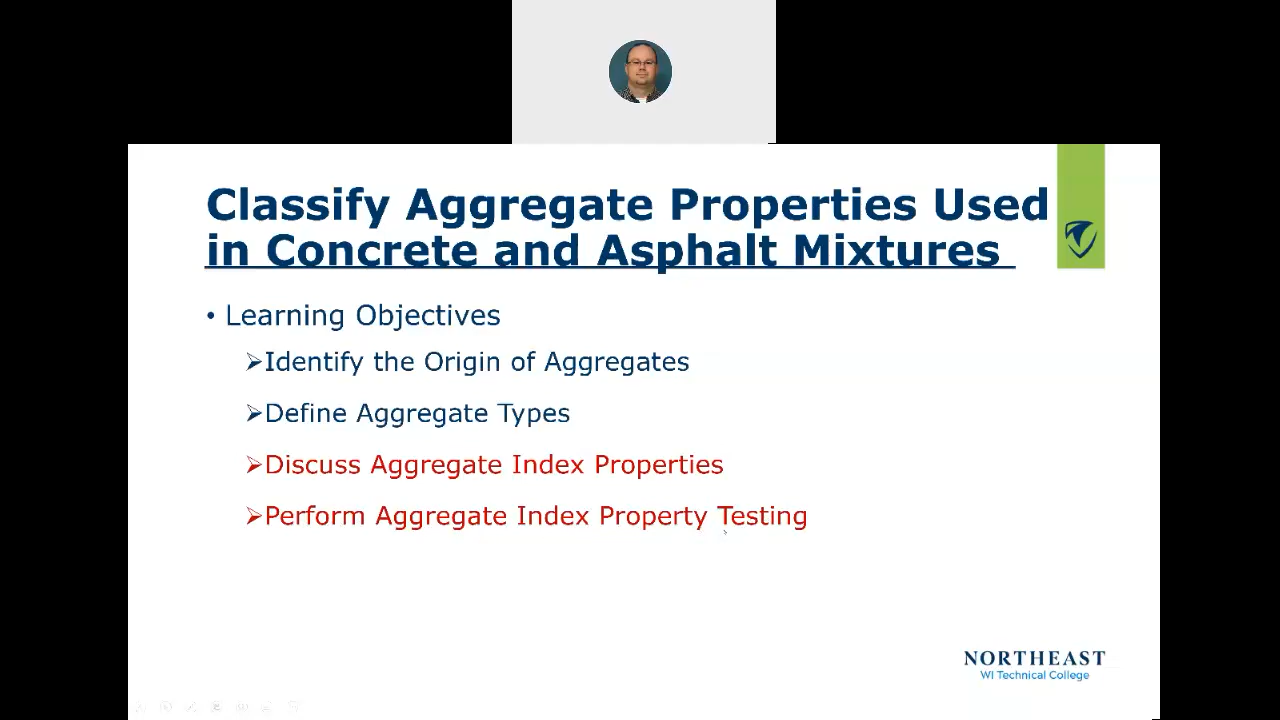 Classify Aggregate Properties Used
in Concrete and Asphalt Mixtures
• Learning Objectives
➢Identify the Origin of Aggregates
➢Define Aggregate Types
➢Discuss Aggregate Index Properties
➢Perform Aggregate Index Property Testing
NORTHEAST
WI Technical College